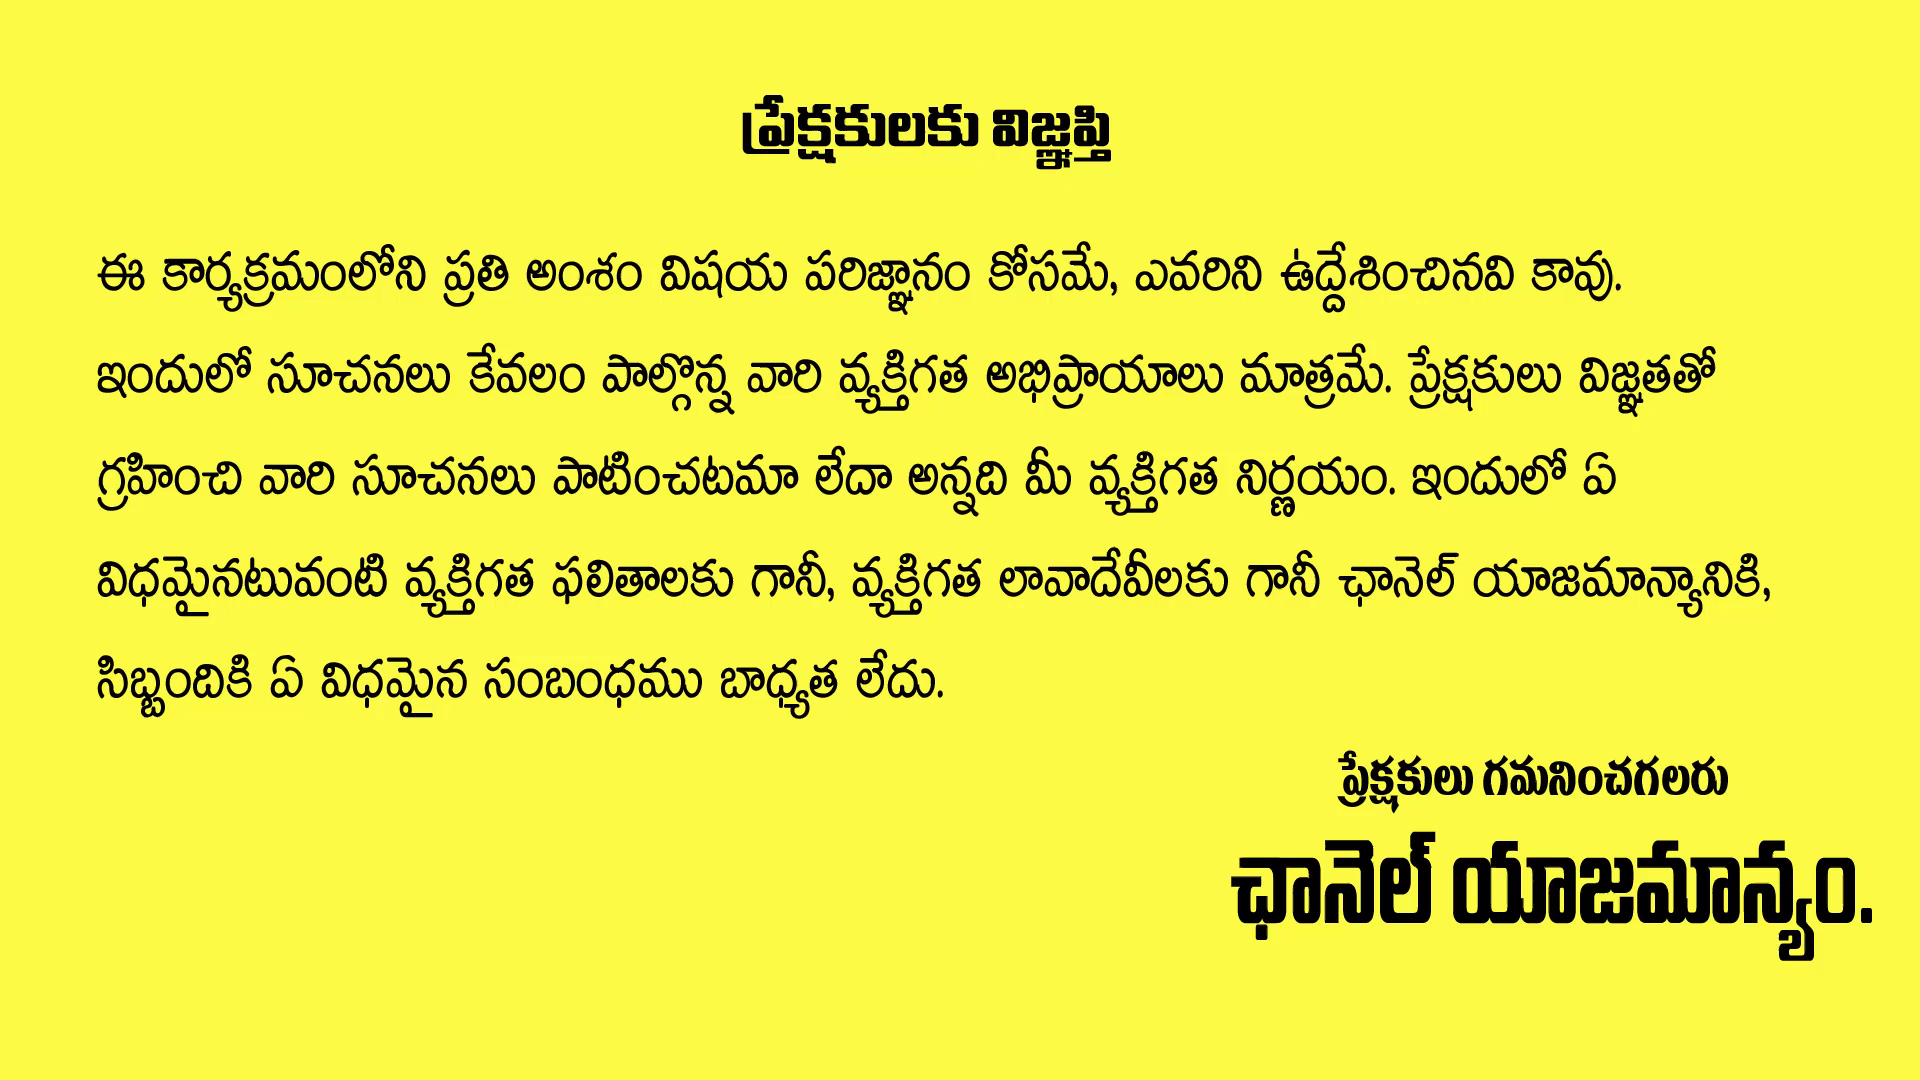 ప్రేక్షకులకు విజ్ఞప్తి
ఈ కార్యక్రమంలోని ప్రతి అంశం విషయ పరిజ్ఞానం కోసమే, ఎవరిని ఉద్దేశించినవి కావు.
ఇందులో సూచనలు కేవలం పాల్గొన్న వారి వ్యక్తిగత అభిప్రాయాలు మాత్రమే. ప్రేక్షకులు విజ్ఞతతో
గ్రహించి వారి సూచనలు పాటించటమా లేదా అన్నది మీ వ్యక్తిగత నిర్ణయం. ఇందులో ఏ
విధమైనటువంటి వ్యక్తిగత ఫలితాలకు గానీ, వ్యక్తిగత లావాదేవీలకు గానీ ఛానెల్ యాజమాన్యానికి,
సిబ్బందికి ఏ విధమైన సంబంధము బాధ్యత లేదు.
ప్రేక్షకులు గమనించగలరు
ఛానెల్ యాజమాన్యం.